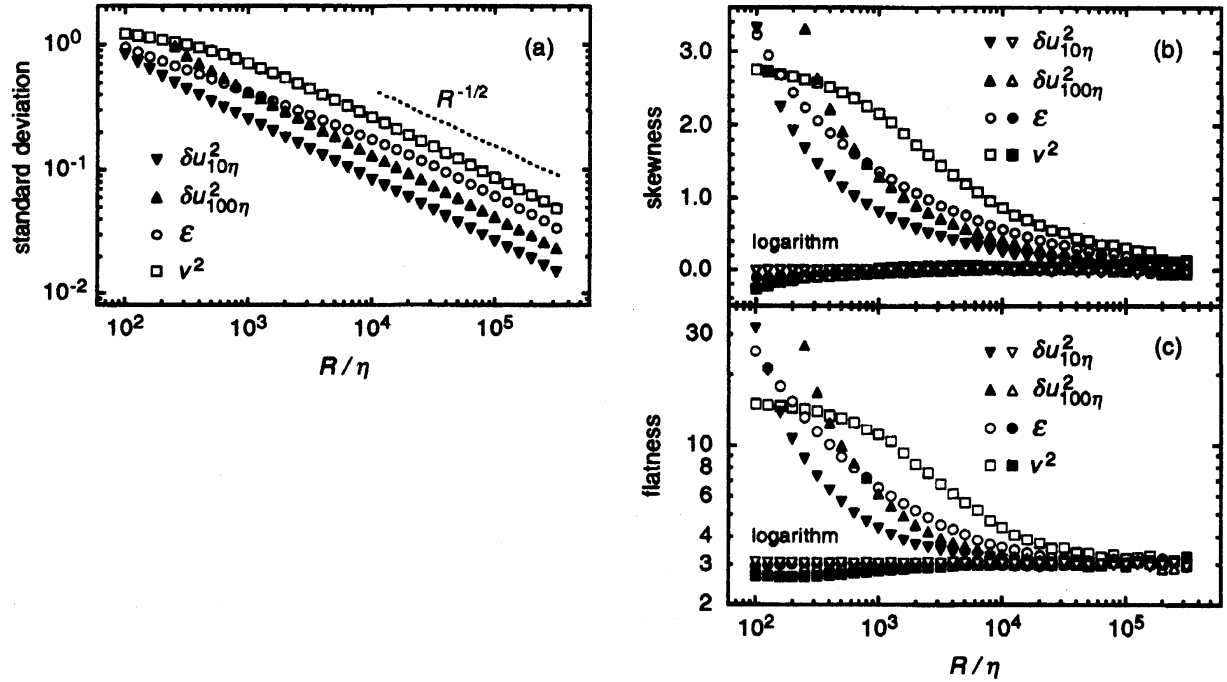 (a)
10⁰
10⁻¹
10⁻²
standard deviation
R⁻¹/²
▼ δu²₁₀η
▲ δu²₁₀₀η
○ ε
□ v²
10² 10³ 10⁴ 10⁵
R / η
(b)
3.0
2.0
1.0
0.0
skewness
▼ ▽ δu²₁₀η
▲ △ δu²₁₀₀η
○ ● ε
□ ■ v²
logarithm
(c)
30
10
8
6
4
3
2
flatness
▼ ▽ δu²₁₀η
▲ △ δu²₁₀₀η
○ ● ε
□ ■ v²
logarithm
10² 10³ 10⁴ 10⁵
R / η